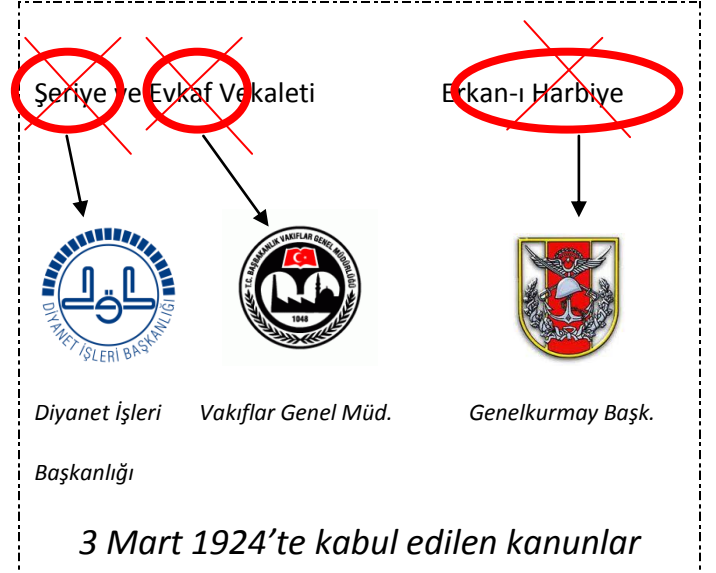 Şeriye ve Evkaf Vekaleti Erkan-ı Harbiye
DİYANET İŞLERİ BAŞKANLIĞI
T.C. BAŞBAKANLIK VAKIFLAR GENEL MÜDÜRLÜĞÜ
1048
Diyanet İşleri Vakıflar Genel Müd. Genelkurmay Başk.
Başkanlığı
3 Mart 1924’te kabul edilen kanunlar